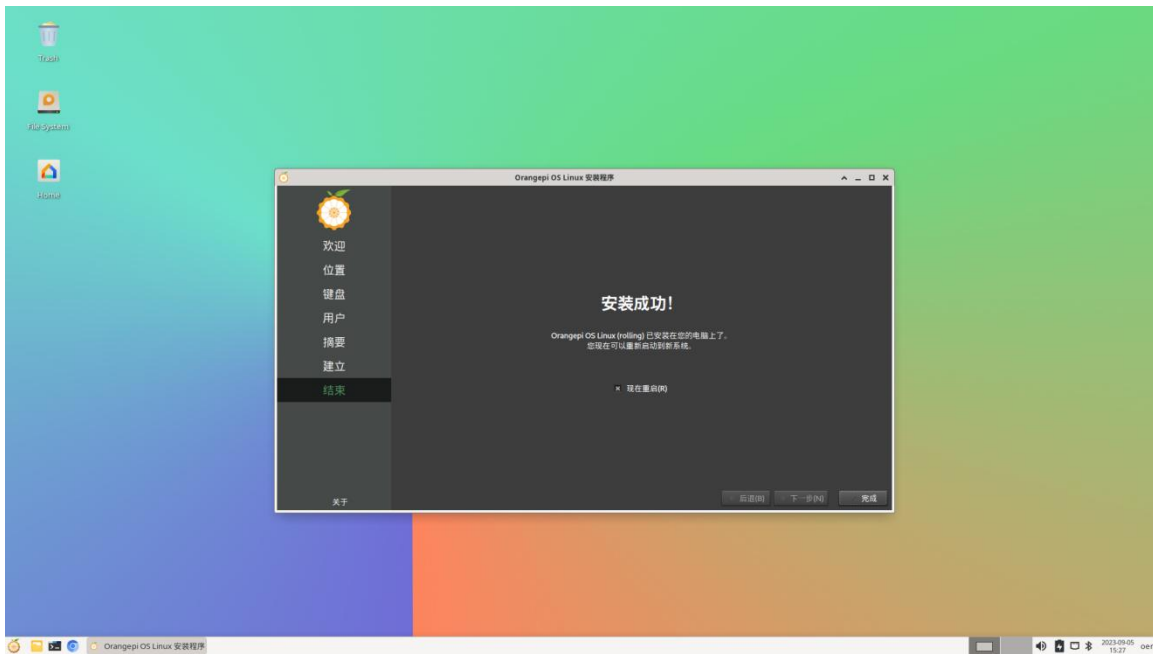 Trash
File System
Home
Orangepi OS Linux 安装程序
欢迎
位置
键盘
用户
摘要
建立
结束
关于
安装成功!
Orangepi OS Linux (rolling) 已安装在您的电脑上了。
您现在可以重新启动到新系统。
现在重启(R)
后退(B)
下一步(N)
完成
Orangepi OS Linux 安装程序
2023-09-05
15:27
oer